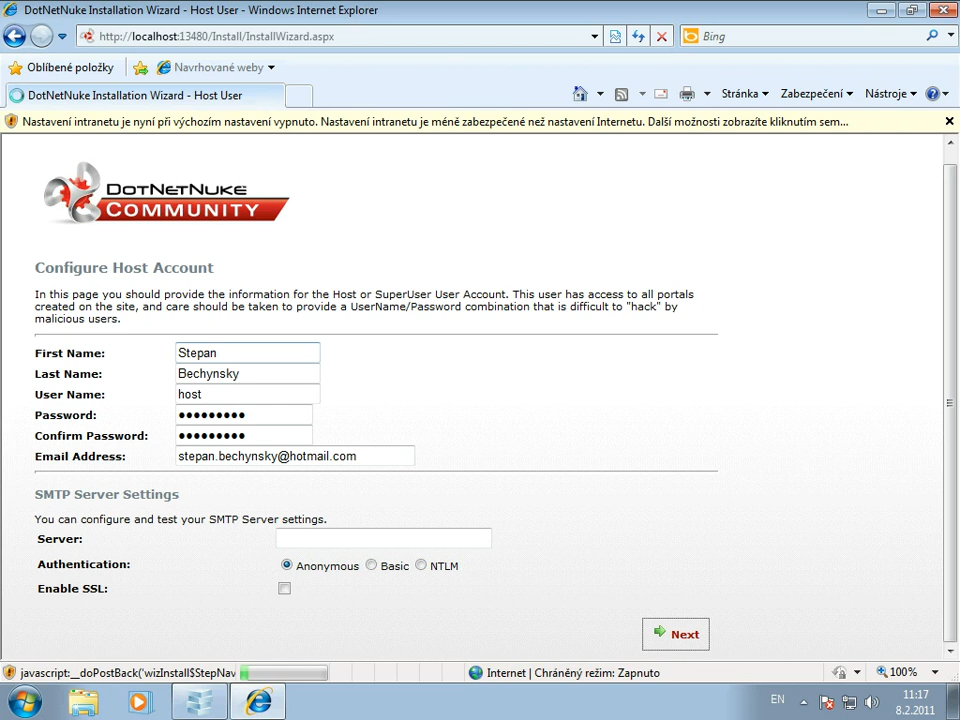 DotNetNuke Installation Wizard - Host User - Windows Internet Explorer
http://localhost:13480/Install/InstallWizard.aspx
Bing
Oblíbené položky
Navrhované weby
DotNetNuke Installation Wizard - Host User
Stránka
Zabezpečení
Nástroje
Nastavení intranetu je nyní při výchozím nastavení vypnuto. Nastavení intranetu je méně zabezpečené než nastavení Internetu. Další možnosti zobrazíte kliknutím sem...
DOTNETNUKE
COMMUNITY
Configure Host Account
In this page you should provide the information for the Host or SuperUser User Account. This user has access to all portals
created on the site, and care should be taken to provide a UserName/Password combination that is difficult to "hack" by
malicious users.
First Name: Stepan
Last Name: Bechynsky
User Name: host
Password: ●●●●●●●●●
Confirm Password: ●●●●●●●●●
Email Address: stepan.bechynsky@hotmail.com
SMTP Server Settings
You can configure and test your SMTP Server settings.
Server:
Authentication: Anonymous Basic NTLM
Enable SSL:
Next
javascript:__doPostBack('wizInstall$StepNav
Internet | Chráněný režim: Zapnuto
100%
EN
11:17
8.2.2011